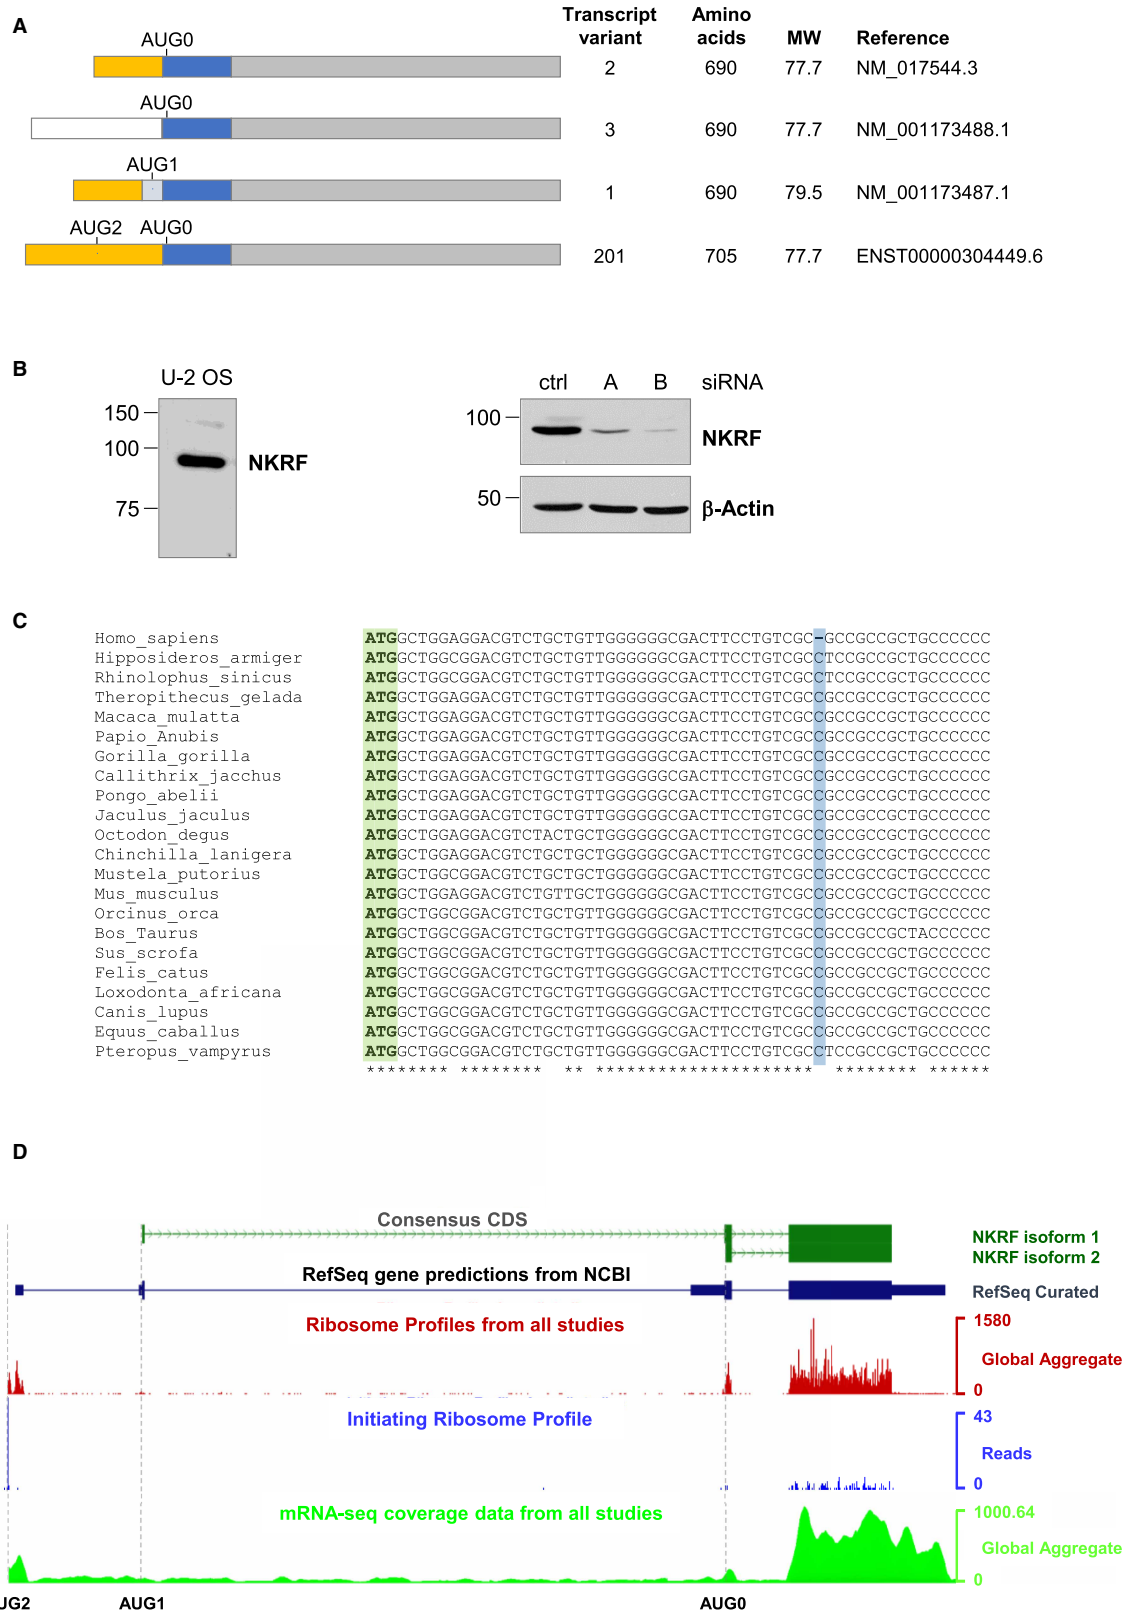 A
Transcript variant
Amino acids
MW
Reference
AUG0
2 690 77.7 NM_017544.3
AUG0
3 690 77.7 NM_001173488.1
AUG1
1 690 79.5 NM_001173487.1
AUG2 AUG0
201 705 77.7 ENST00000304449.6
B
U-2 OS
150
100
75
NKRF
ctrl A B siRNA
100
NKRF
50
β-Actin
C
Homo_sapiens ATGGCTGGAGGACGTCTGCTGTTGGGGGGCGACTTCCTGTCGC-GCCGCCGCTGCCCCCC
Hipposideros_armiger ATGGCTGGCGGACGTCTGCTGTTGGGGGGCGACTTCCTGTCGCCTCCGCCGCTGCCCCCC
Rhinolophus_sinicus ATGGCTGGCGGACGTCTGCTGTTGGGGGGCGACTTCCTGTCGCCTCCGCCGCTGCCCCCC
Theropithecus_gelada ATGGCTGGAGGACGTCTGCTGTTGGGGGGCGACTTCCTGTCGCCGCCGCCGCTGCCCCCC
Macaca_mulatta ATGGCTGGAGGACGTCTGCTGTTGGGGGGCGACTTCCTGTCGCCGCCGCCGCTGCCCCCC
Papio_Anubis ATGGCTGGAGGACGTCTGCTGTTGGGGGGCGACTTCCTGTCGCCGCCGCCGCTGCCCCCC
Gorilla_gorilla ATGGCTGGAGGACGTCTGCTGTTGGGGGGCGACTTCCTGTCGCCGCCGCCGCTGCCCCCC
Callithrix_jacchus ATGGCTGGAGGACGTCTGCTGTTGGGGGGCGACTTCCTGTCGCCGCCGCCGCTGCCCCCC
Pongo_abelii ATGGCTGGAGGACGTCTGCTGTTGGGGGGCGACTTCCTGTCGCCGCCGCCGCTGCCCCCC
Jaculus_jaculus ATGGCTGGAGGACGTCTGCTGTTGGGGGGCGACTTCCTGTCGCCGCCGCCGCTGCCCCCC
Octodon_degus ATGGCTGGAGGACGTCTACTGCTGGGGGGCGACTTCCTGTCGCCGCCGCCGCTGCCCCCC
Chinchilla_lanigera ATGGCTGGAGGACGTCTGCTGCTGGGGGGCGACTTCCTGTCGCCGCCGCCGCTGCCCCCC
Mustela_putorius ATGGCTGGCGGACGTCTGCTGTTGGGGGGCGACTTCCTGTCGCCGCCGCCGCTGCCCCCC
Mus_musculus ATGGCTGGAGGACGTCTGTTGCTGGGGGGCGACTTCCTGTCGCCGCCGCCGCTGCCCCCC
Orcinus_orca ATGGCTGGCGGACGTCTGCTGTTGGGGGGCGACTTCCTGTCGCCGCCGCCGCTGCCCCCC
Bos_Taurus ATGGCTGGCGGACGTCTGCTGTTGGGGGGCGACTTCCTGTCGCCGCCGCCGCTACCCCCC
Sus_scrofa ATGGCTGGCGGACGTCTGCTGTTGGGGGGCGACTTCCTGTCGCCGCCGCCGCTGCCCCCC
Felis_catus ATGGCTGGCGGACGTCTGCTGTTGGGGGGCGACTTCCTGTCGCCGCCGCCGCTGCCCCCC
Loxodonta_africana ATGGCTGGCGGACGTCTGCTGTTGGGGGGCGACTTCCTGTCGCCGCCGCCGCTGCCCCCC
Canis_lupus ATGGCTGGCGGACGTCTGCTGTTGGGGGGCGACTTCCTGTCGCCGCCGCCGCTGCCCCCC
Equus_caballus ATGGCTGGCGGACGTCTGCTGTTGGGGGGCGACTTCCTGTCGCCGCCGCCGCTGCCCCCC
Pteropus_vampyrus ATGGCTGGCGGACGTCTGCTGTTGGGGGGCGACTTCCTGTCGCCTCCGCCGCTGCCCCCC
******** ******** ** ********************* ******** ******
D
Consensus CDS
NKRF isoform 1
NKRF isoform 2
RefSeq gene predictions from NCBI
RefSeq Curated
Ribosome Profiles from all studies
1580
Global Aggregate
0
Initiating Ribosome Profile
43
Reads
0
mRNA-seq coverage data from all studies
1000.64
Global Aggregate
0
UG2 AUG1 AUG0